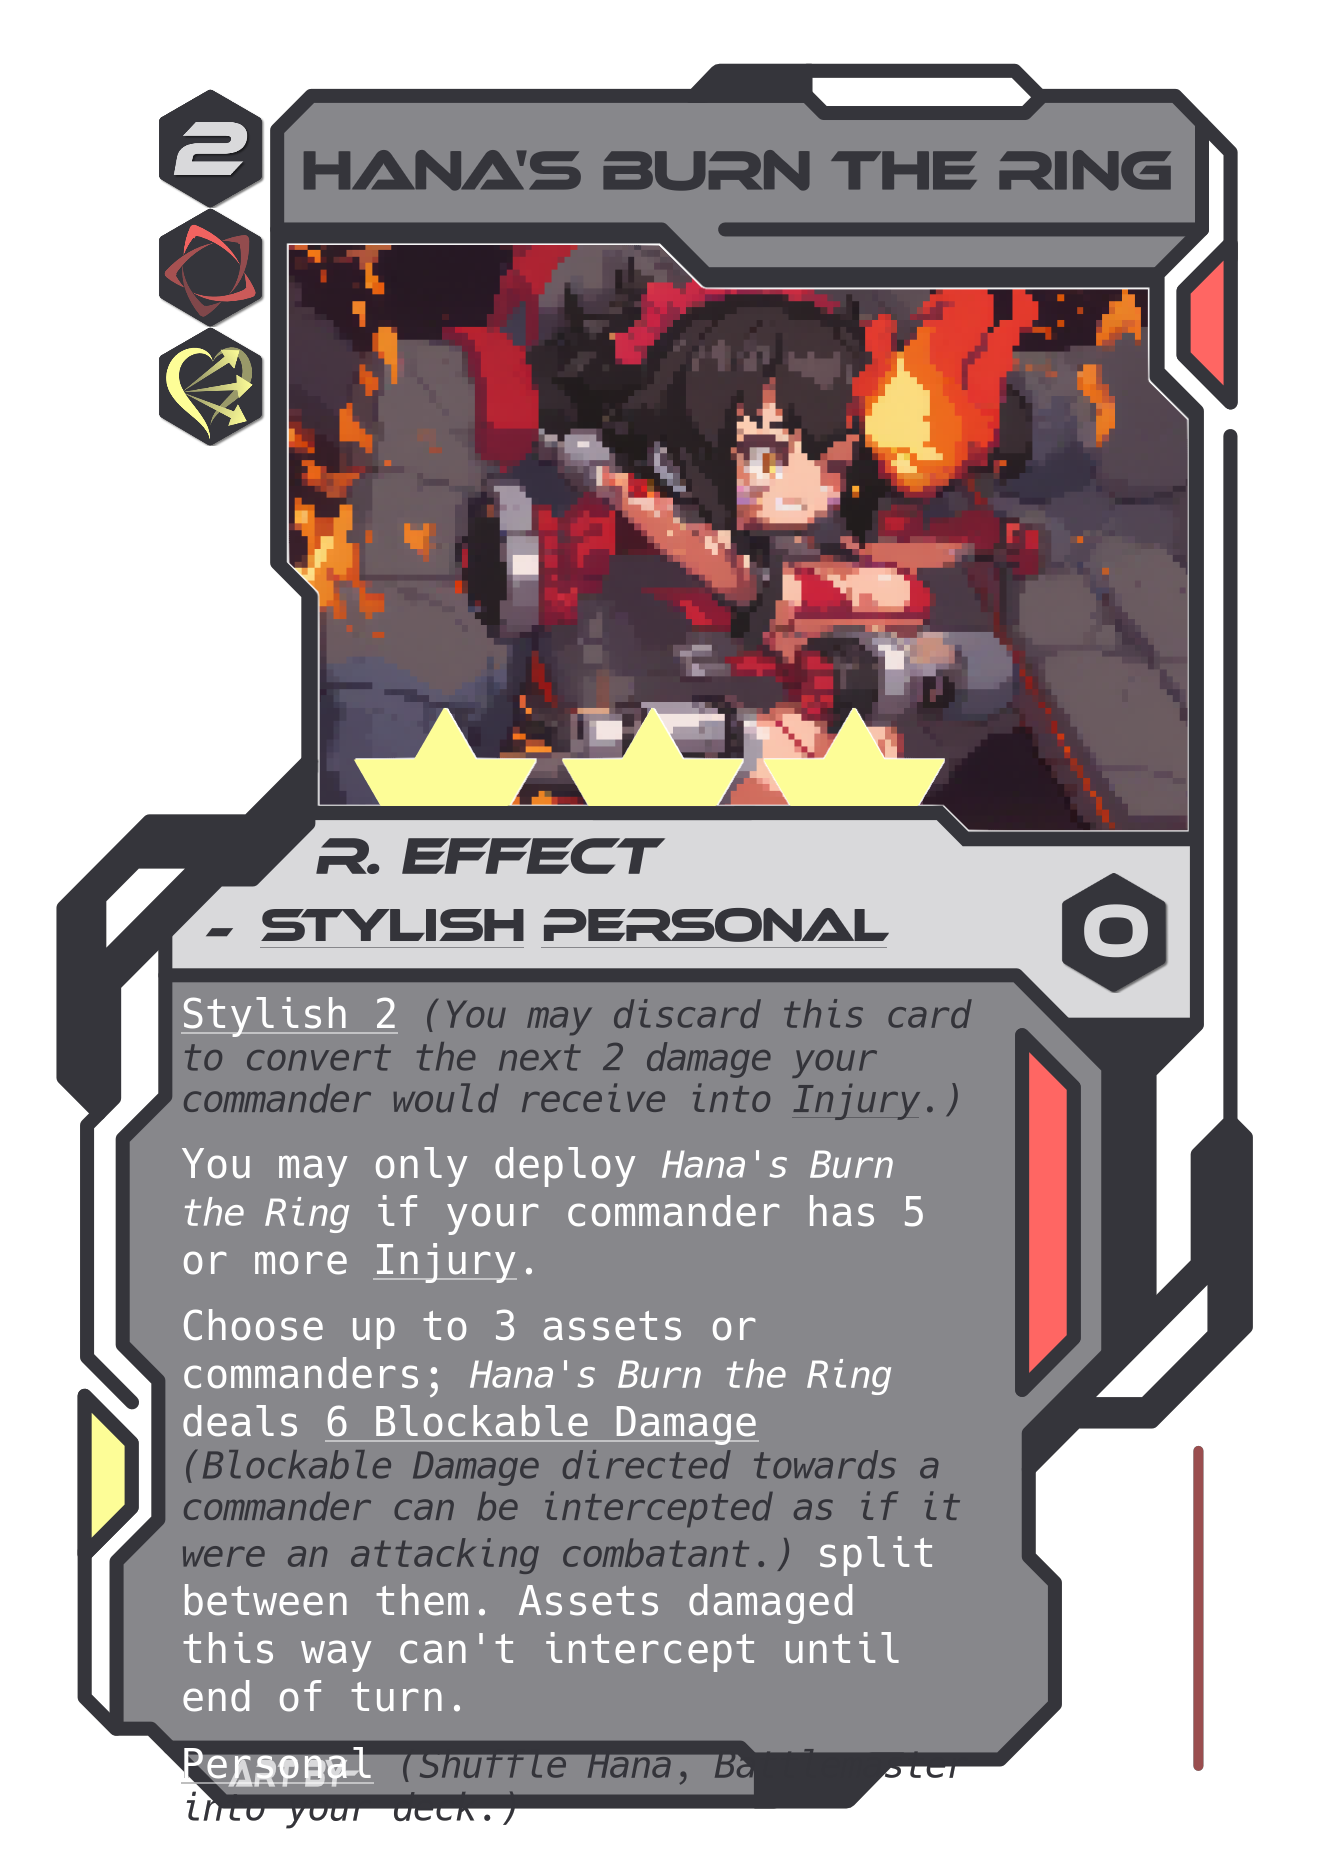 2
HANA'S BURN THE RING
R. EFFECT
- STYLISH PERSONAL
0
Stylish 2 (You may discard this card
to convert the next 2 damage your
commander would receive into Injury.)
You may only deploy Hana's Burn
the Ring if your commander has 5
or more Injury.
Choose up to 3 assets or
commanders; Hana's Burn the Ring
deals 6 Blockable Damage
(Blockable Damage directed towards a
commander can be intercepted as if it
were an attacking combatant.) split
between them. Assets damaged
this way can't intercept until
end of turn.
Personal (Shuffle Hana, Battlemaster
into your deck.)
ART BY